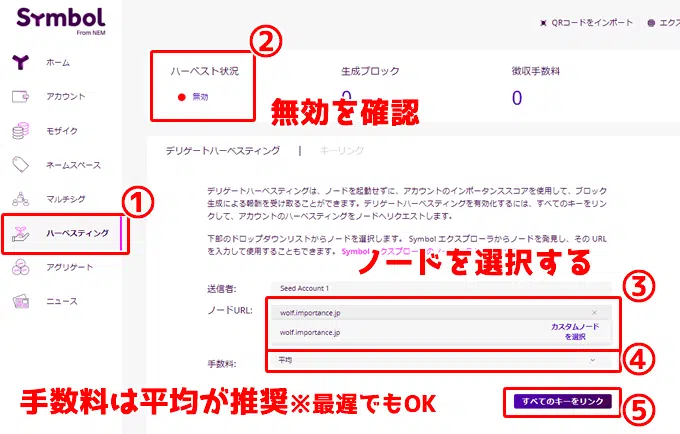 Symbol
From NEM
QRコードをインポート
エクス
ホーム
アカウント
モザイク
ネームスペース
マルチシグ
①
ハーベスティング
アグリゲート
ニュース
②
ハーベスト状況
生成ブロック
徴収手数料
無効
0
0
無効を確認
デリゲートハーベスティング | キーリンク
デリゲートハーベスティングは、ノードを起動せずに、アカウントのインポータンススコアを使用して、ブロック
生成による報酬を受け取ることができます。デリゲートハーベスティングを有効化するには、すべてのキーをリン
クして、アカウントのハーベスティングをノードへリクエストします。
下部のドロップダウンリストからノードを選択します。 Symbol エクスプローラからノードを発見し、その URL
を入力して使用することもできます。 Symbol エクスプローラのノ
ノードを選択する
③
送信者:
Seed Account 1
ノードURL:
wolf.importance.jp ×
wolf.importance.jp
カスタムノード
を選択
手数料:
平均
④
手数料は平均が推奨※最遅でもOK
すべてのキーをリンク
⑤